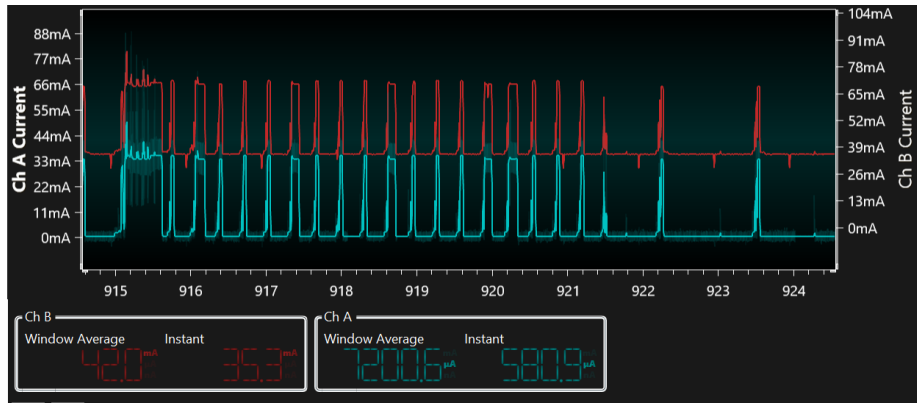 104mA
88mA
91mA
77mA
78mA
66mA
65mA
55mA
52mA
44mA
39mA
33mA
26mA
22mA
13mA
11mA
0mA
0mA
Ch A Current
Ch B Current
915 916 917 918 919 920 921 922 923 924
Ch B
Window Average Instant
42.0 mA 35.3 mA
Ch A
Window Average Instant
7200.6 µA 580.9 µA